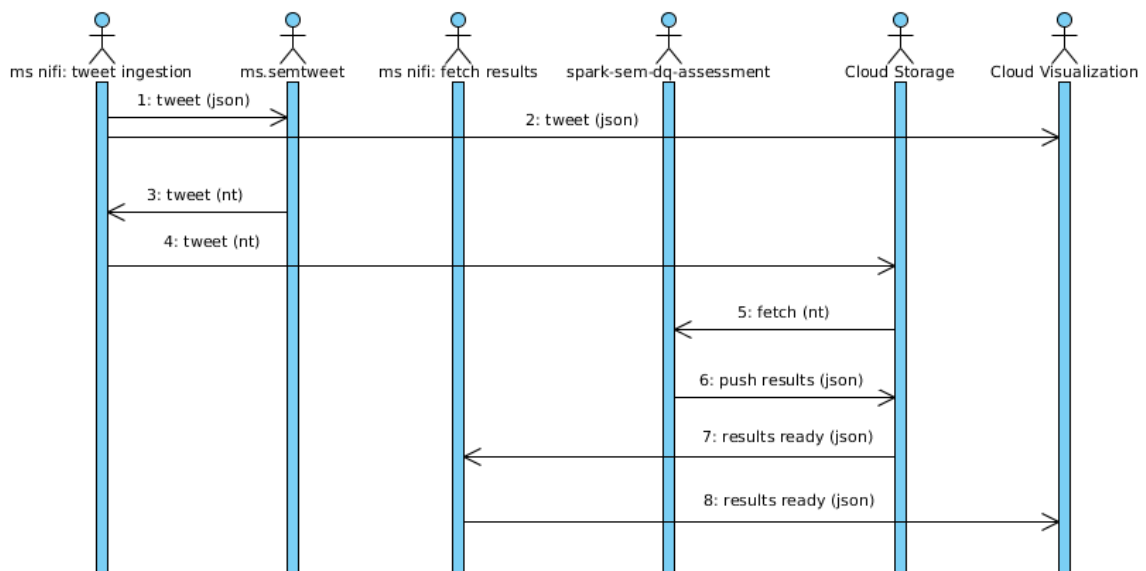 ms nifi: tweet ingestion
ms.semtweet
ms nifi: fetch results
spark-sem-dq-assessment
Cloud Storage
Cloud Visualization
1: tweet (json)
2: tweet (json)
3: tweet (nt)
4: tweet (nt)
5: fetch (nt)
6: push results (json)
7: results ready (json)
8: results ready (json)